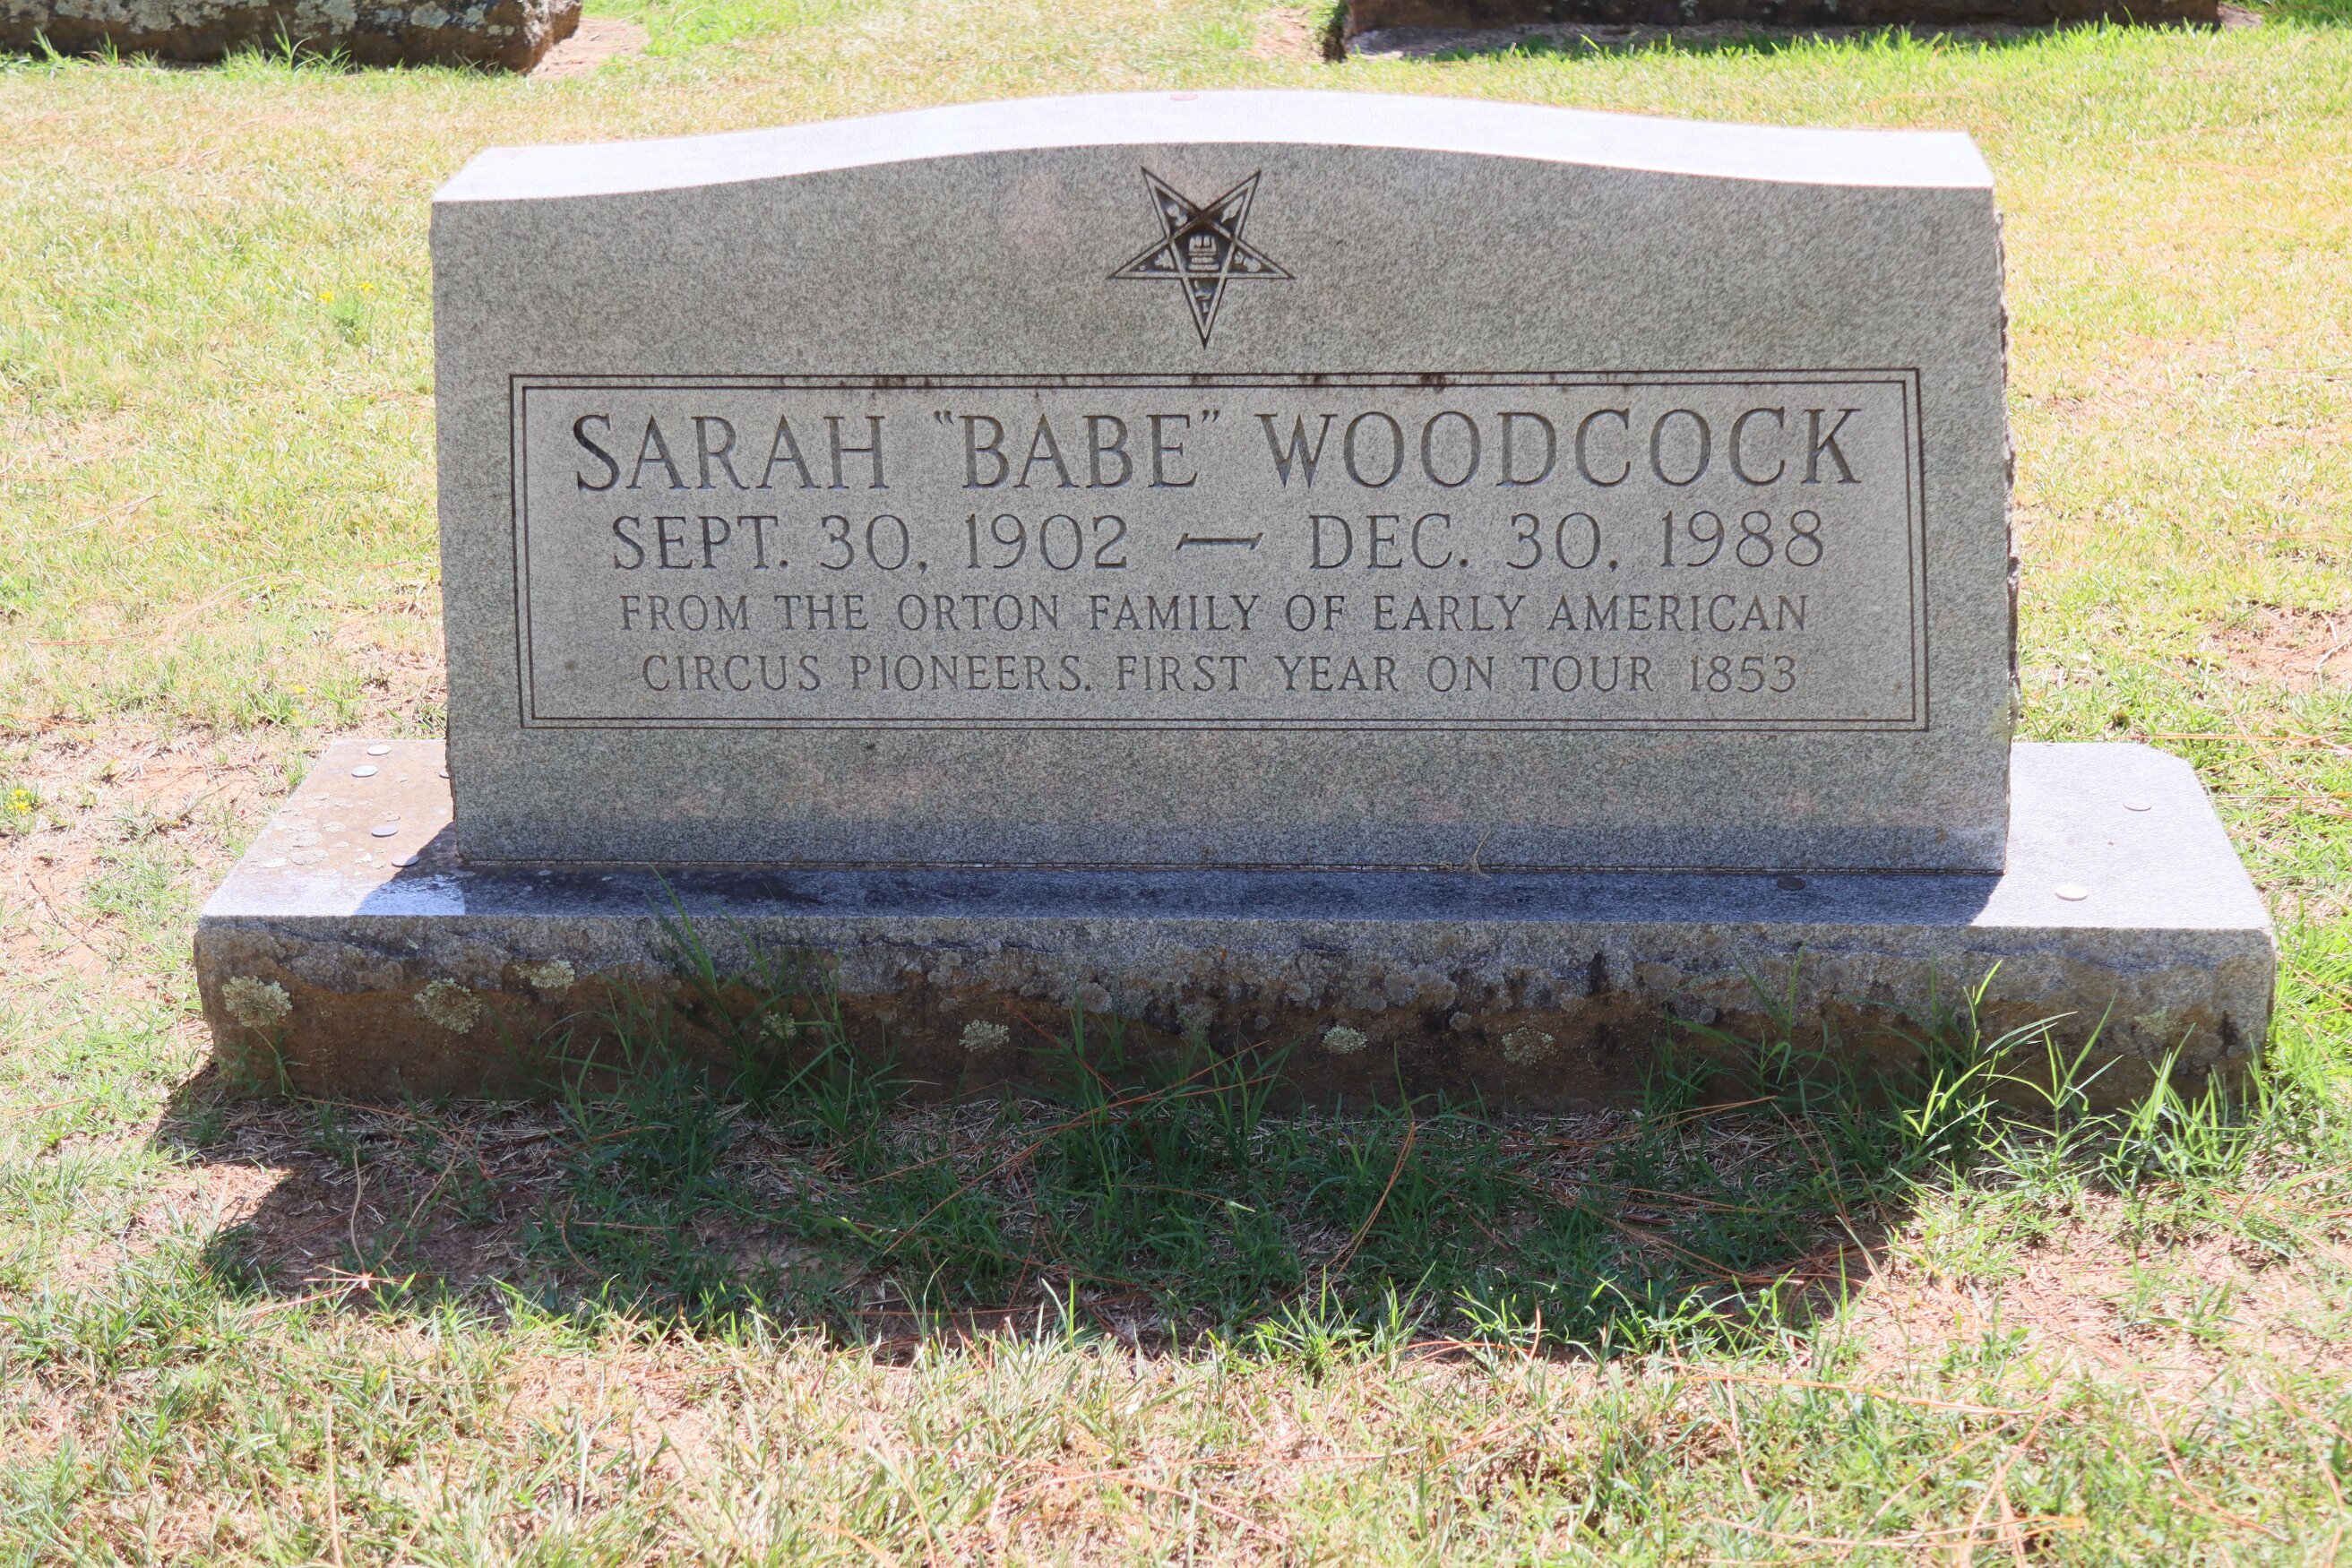 SARAH “BABE” WOODCOCK
SEPT. 30, 1902 — DEC. 30, 1988
FROM THE ORTON FAMILY OF EARLY AMERICAN
CIRCUS PIONEERS. FIRST YEAR ON TOUR 1853